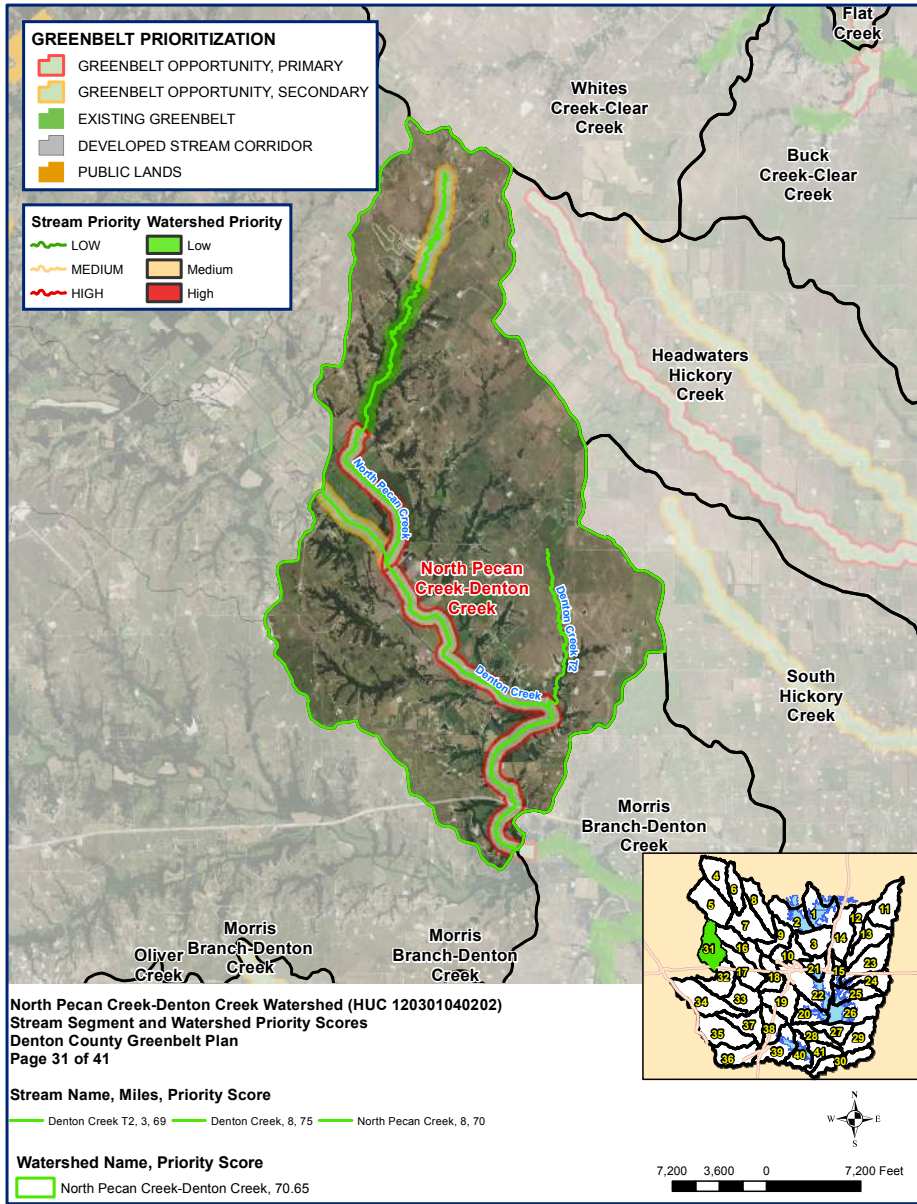 GREENBELT PRIORITIZATION
GREENBELT OPPORTUNITY, PRIMARY
GREENBELT OPPORTUNITY, SECONDARY
EXISTING GREENBELT
DEVELOPED STREAM CORRIDOR
PUBLIC LANDS
Stream Priority Watershed Priority
LOW Low
MEDIUM Medium
HIGH High
Flat
Creek
Whites
Creek-Clear
Creek
Buck
Creek-Clear
Creek
Headwaters
Hickory
Creek
North Pecan Creek
North Pecan
Creek-Denton
Creek
Denton Creek T2
Denton Creek
South
Hickory
Creek
Morris
Branch-Denton
Creek
Oliver
Creek
Morris
Branch-Denton
Creek
Morris
Branch-Denton
Creek
4
6
8
5
7
9
2
1
12
11
14
13
3
31
16
10
32
17
18
21
15
23
24
34
33
19
22
25
20
26
35
37
38
28
27
29
36
39
40
41
30
North Pecan Creek-Denton Creek Watershed (HUC 120301040202)
Stream Segment and Watershed Priority Scores
Denton County Greenbelt Plan
Page 31 of 41
Stream Name, Miles, Priority Score
Denton Creek T2, 3, 69 Denton Creek, 8, 75 North Pecan Creek, 8, 70
Watershed Name, Priority Score
North Pecan Creek-Denton Creek, 70.65
N
W E
S
7,200 3,600 0 7,200 Feet